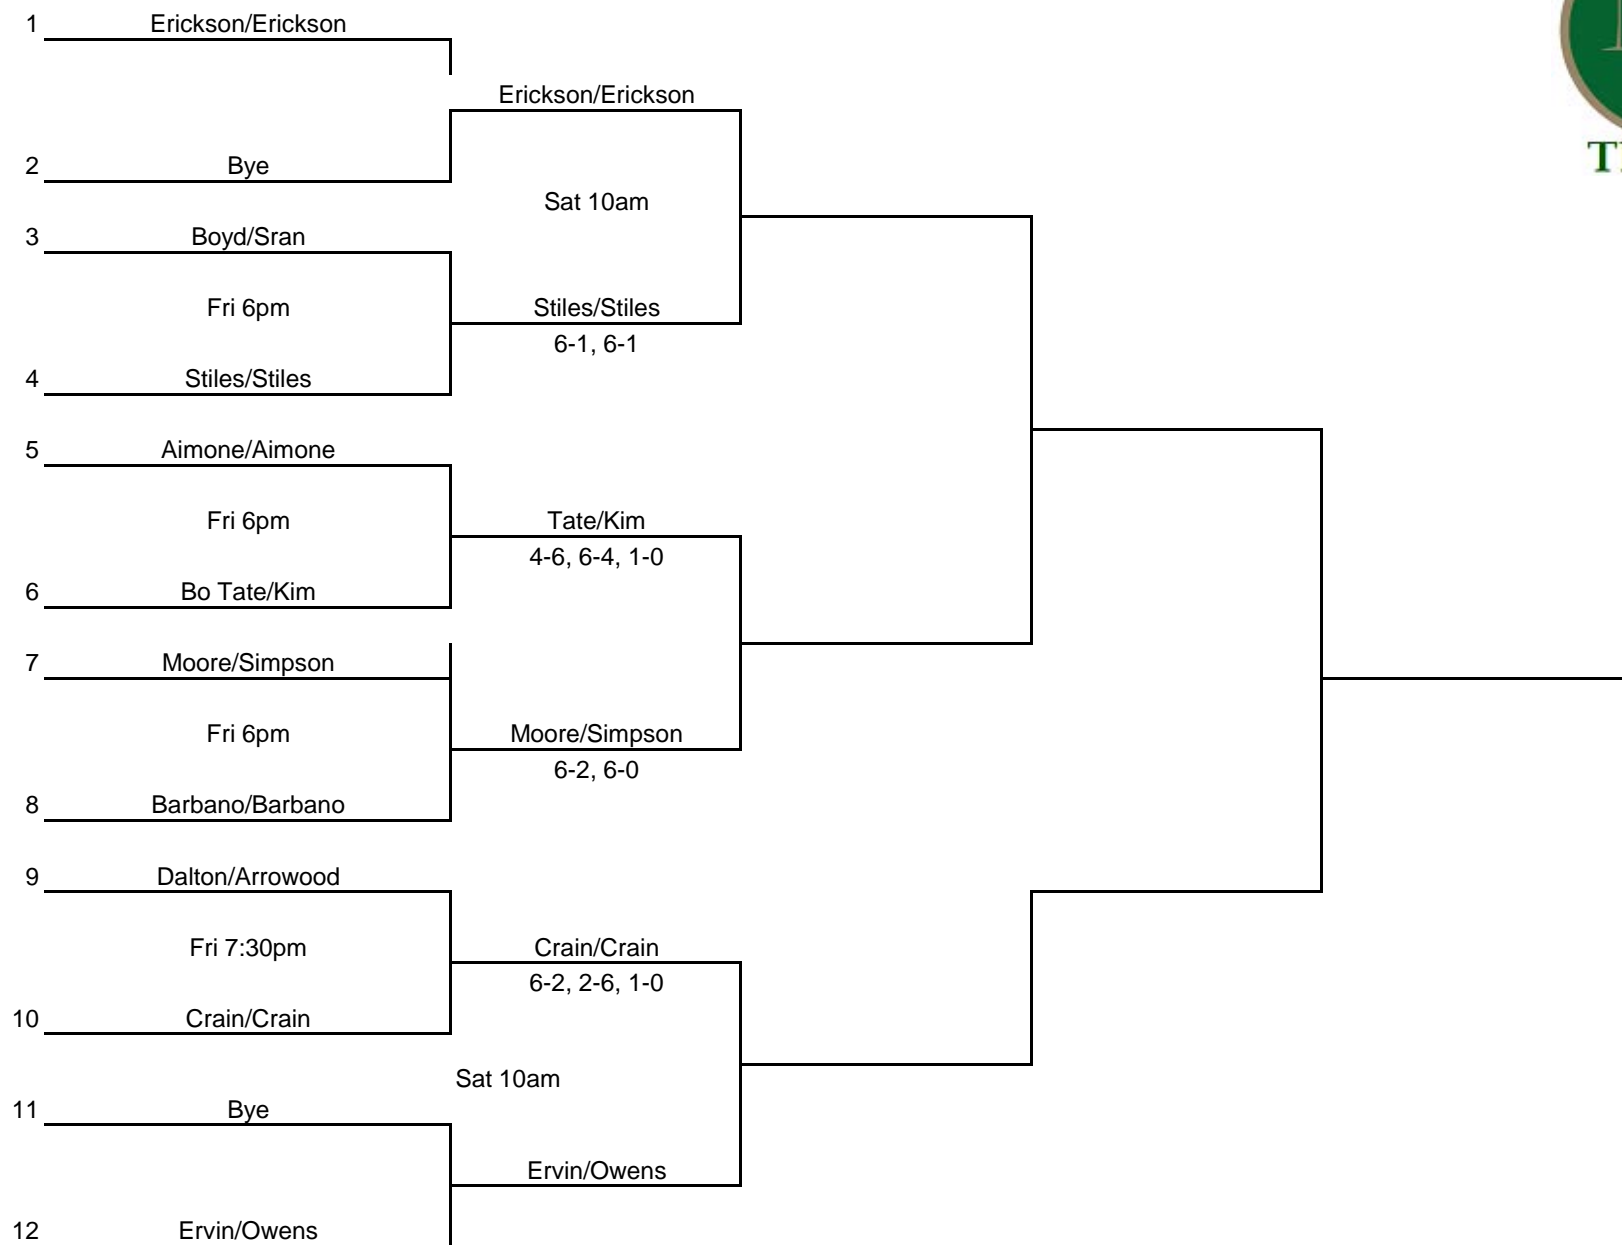 1 Erickson/Erickson
Erickson/Erickson
2 Bye
Sat 10am
3 Boyd/Sran
Fri 6pm
Stiles/Stiles
6-1, 6-1
4 Stiles/Stiles
5 Aimone/Aimone
Fri 6pm
Tate/Kim
4-6, 6-4, 1-0
6 Bo Tate/Kim
7 Moore/Simpson
Fri 6pm
Moore/Simpson
6-2, 6-0
8 Barbano/Barbano
9 Dalton/Arrowood
Fri 7:30pm
Crain/Crain
6-2, 2-6, 1-0
10 Crain/Crain
Sat 10am
11 Bye
Ervin/Owens
12 Ervin/Owens